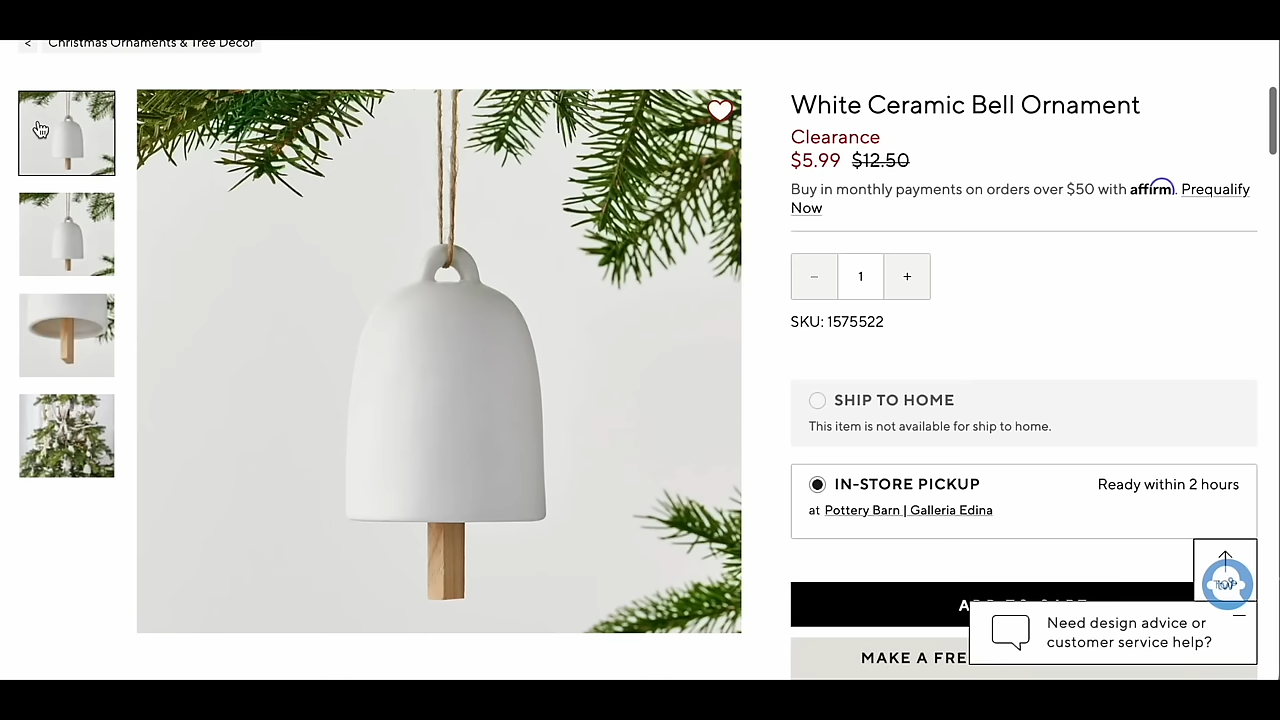 < Christmas Ornaments & Tree Decor
White Ceramic Bell Ornament
Clearance
$5.99 $12.50
Buy in monthly payments on orders over $50 with affirm. Prequalify
Now
− 1 +
SKU: 1575522
SHIP TO HOME
This item is not available for ship to home.
IN-STORE PICKUP Ready within 2 hours
at Pottery Barn | Galleria Edina
ADD TO CART
TOP
Need design advice or
customer service help?
MAKE A FRE